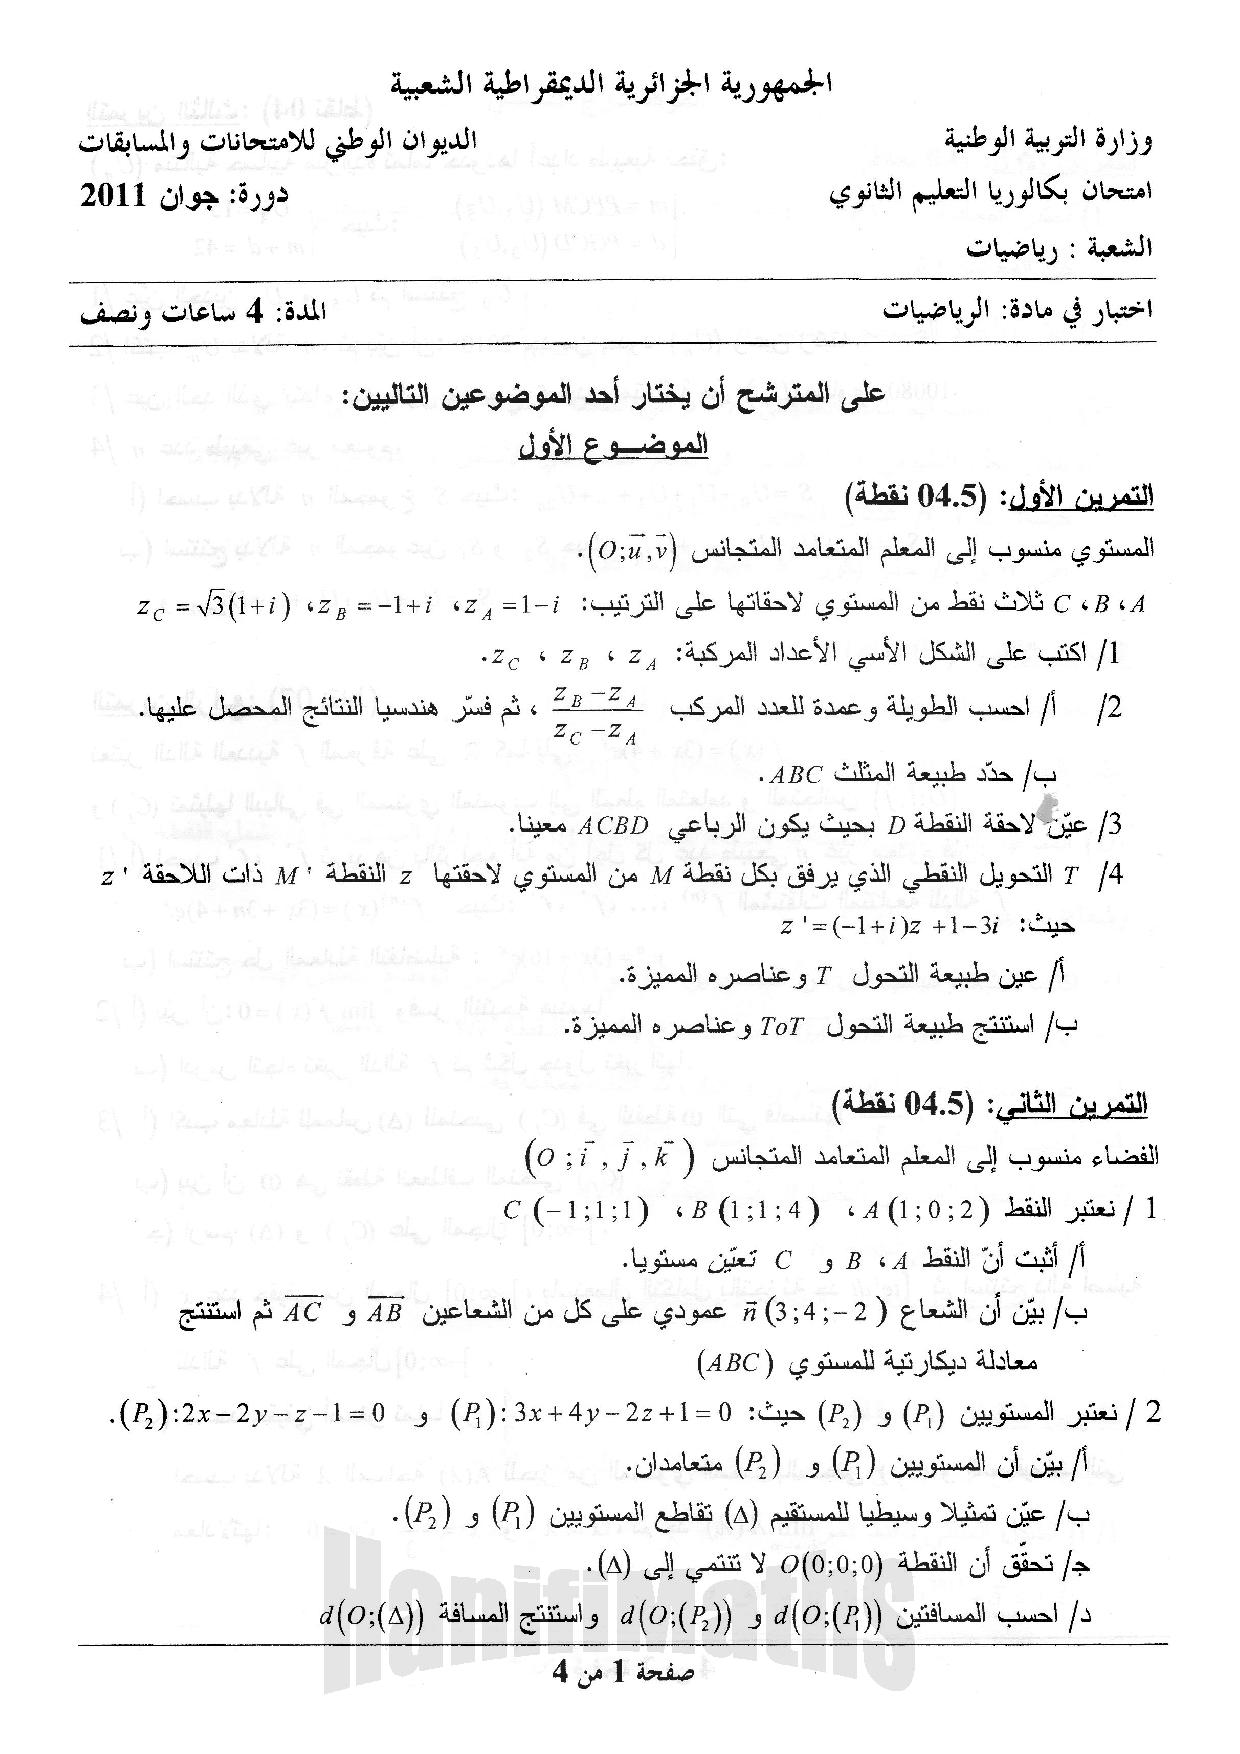 الجمهورية الجزائرية الديمقراطية الشعبية
وزارة التربية الوطنية الديوان الوطني للامتحانات والمسابقات
امتحان بكالوريا التعليم الثانوي دورة: جوان 2011
الشعبة : رياضيات
اختبار في مادة: الرياضيات المدة: 4 ساعات ونصف
على المترشح أن يختار أحد الموضوعين التاليين:
الموضوع الأول
التمرين الأول: (04.5 نقطة)
المستوي منسوب إلى المعلم المتعامد المتجانس (O;u⃗,v⃗).
A ، B ، C ثلاث نقط من المستوي لاحقاتها على الترتيب: z_A=1−i ، z_B=−1+i ، z_C=√3(1+i)
1/ اكتب على الشكل الأسي الأعداد المركبة: z_A ، z_B ، z_C.
2/ أ/ احسب الطويلة وعمدة للعدد المركب (z_B−z_A)/(z_C−z_A) ، ثم فسّر هندسيا النتائج المحصل عليها.
ب/ حدّد طبيعة المثلث ABC.
3/ عيّن لاحقة النقطة D بحيث يكون الرباعي ACBD معينا.
4/ T التحويل النقطي الذي يرفق بكل نقطة M من المستوي لاحقتها z النقطة M' ذات اللاحقة z'
حيث: z'=(−1+i)z+1−3i
أ/ عين طبيعة التحول T وعناصره المميزة.
ب/ استنتج طبيعة التحول ToT وعناصره المميزة.
التمرين الثاني: (04.5 نقطة)
الفضاء منسوب إلى المعلم المتعامد المتجانس (O ; i⃗ , j⃗ , k⃗)
1 / نعتبر النقط A(1;0;2) ، B(1;1;4) ، C(−1;1;1)
أ/ أثبت أنّ النقط A ، B و C تعيّن مستويا.
ب/ بيّن أن الشعاع n⃗(3;4;−2) عمودي على كل من الشعاعين AB⃗ و AC⃗ ثم استنتج
معادلة ديكارتية للمستوي (ABC)
2 / نعتبر المستويين (P₁) و (P₂) حيث: (P₁): 3x+4y−2z+1=0 و (P₂):2x−2y−z−1=0.
أ/ بيّن أن المستويين (P₁) و (P₂) متعامدان.
ب/ عيّن تمثيلا وسيطيا للمستقيم (Δ) تقاطع المستويين (P₁) و (P₂).
ج/ تحقّق أن النقطة O(0;0;0) لا تنتمي إلى (Δ).
د/ احسب المسافتين d(O;(P₁)) و d(O;(P₂)) واستنتج المسافة d(O;(Δ))
صفحة 1 من 4
HanifiMaths